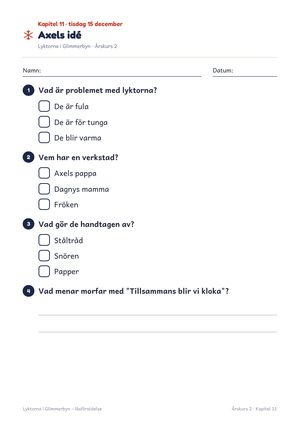 Kapitel 11 · tisdag 15 december
Axels idé
Lyktorna i Glimmerbyn · Årskurs 2
Namn:
Datum:
1 Vad är problemet med lyktorna?
De är fula
De är för tunga
De blir varma
2 Vem har en verkstad?
Axels pappa
Dagnys mamma
Fröken
3 Vad gör de handtagen av?
Ståltråd
Snören
Papper
4 Vad menar morfar med "Tillsammans blir vi kloka"?
Lyktorna i Glimmerbyn – läsförståelse
Årskurs 2 · Kapitel 11